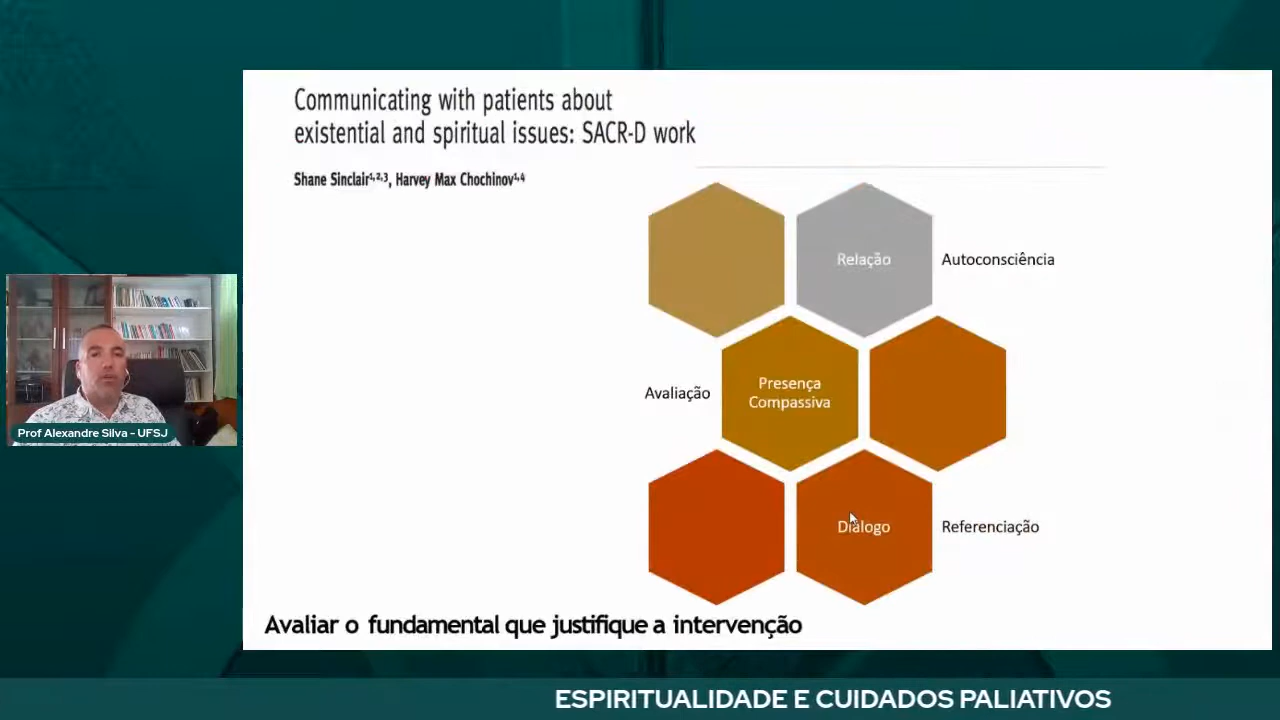 Communicating with patients about
existential and spiritual issues: SACR-D work
Shane Sinclair1,2,3, Harvey Max Chochinov1,4
Relação
Autoconsciência
Avaliação
Presença
Compassiva
Diálogo
Referenciação
Avaliar o fundamental que justifique a intervenção
Prof Alexandre Silva - UFSJ
ESPIRITUALIDADE E CUIDADOS PALIATIVOS